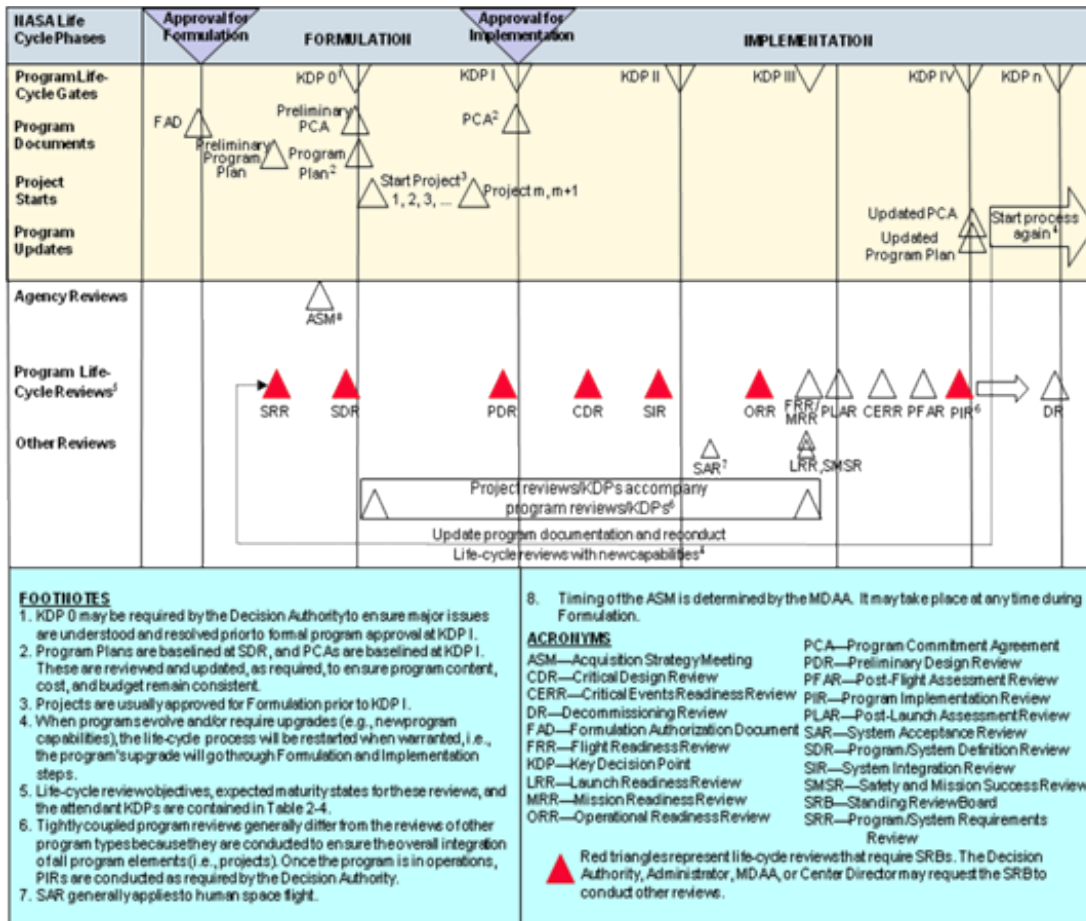 NASA Life
Cycle Phases
Approval for
Formulation
FORMULATION
Approval for
Implementation
IMPLEMENTATION
Program Life-
Cycle Gates
KDP 0¹
KDP I
KDP II
KDP III
KDP IV
KDP n
Program
Documents
FAD
Preliminary
PCA
PCA²
Preliminary
Program
Plan
Program
Plan²
Project
Starts
Start Project³
1, 2, 3, ...
Project m, m+1
Program
Updates
Updated PCA
Updated
Program Plan
Start process
again⁴
Agency Reviews
ASM⁸
Program Life-
Cycle Reviews⁵
SRR
SDR
PDR
CDR
SIR
ORR
FRR/
MRR
PLAR
CERR
PFAR
PIR⁶
DR
Other Reviews
SAR⁷
LRR, SMSR
Project reviews/KDPs accompany
program reviews/KDPs⁶
Update program documentation and reconduct
Life-cycle reviews with new capabilities⁴
FOOTNOTES
1. KDP 0 may be required by the Decision Authority to ensure major issues
are understood and resolved prior to formal program approval at KDP I.
2. Program Plans are baselined at SDR, and PCAs are baselined at KDP I.
These are reviewed and updated, as required, to ensure program content,
cost, and budget remain consistent.
3. Projects are usually approved for Formulation prior to KDP I.
4. When programs evolve and/or require upgrades (e.g., new program
capabilities), the life-cycle process will be restarted when warranted, i.e.,
the program's upgrade will go through Formulation and Implementation
steps.
5. Life-cycle review objectives, expected maturity states for these reviews, and
the attendant KDPs are contained in Table 2-4.
6. Tightly coupled program reviews generally differ from the reviews of other
program types because they are conducted to ensure the overall integration
of all program elements (i.e., projects). Once the program is in operations,
PIRs are conducted as required by the Decision Authority.
7. SAR generally applies to human space flight.
8. Timing of the ASM is determined by the MDAA. It may take place at any time during
Formulation.
ACRONYMS
ASM—Acquisition Strategy Meeting
CDR—Critical Design Review
CERR—Critical Events Readiness Review
DR—Decommissioning Review
FAD—Formulation Authorization Document
FRR—Flight Readiness Review
KDP—Key Decision Point
LRR—Launch Readiness Review
MRR—Mission Readiness Review
ORR—Operational Readiness Review
PCA—Program Commitment Agreement
PDR—Preliminary Design Review
PFAR—Post-Flight Assessment Review
PIR—Program Implementation Review
PLAR—Post-Launch Assessment Review
SAR—System Acceptance Review
SDR—Program/System Definition Review
SIR—System Integration Review
SMSR—Safety and Mission Success Review
SRB—Standing Review Board
SRR—Program/System Requirements
Review
Red triangles represent life-cycle reviews that require SRBs. The Decision
Authority, Administrator, MDAA, or Center Director may request the SRB to
conduct other reviews.